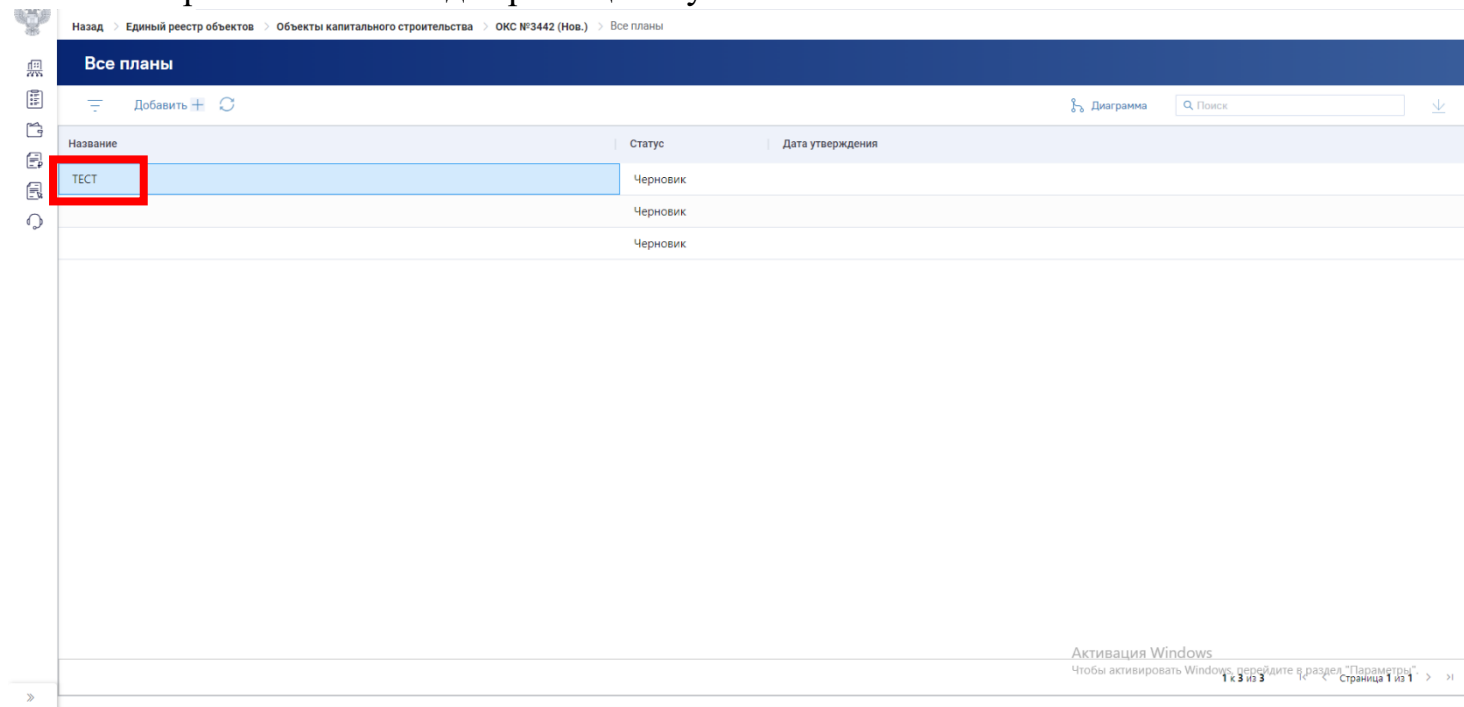 Назад > Единый реестр объектов > Объекты капитального строительства > ОКС №3442 (Нов.) > Все планы
Все планы
Добавить + Диаграмма Поиск
Название Статус Дата утверждения
ТЕСТ Черновик
Черновик
Черновик
Активация Windows
Чтобы активировать Windows, перейдите в раздел "Параметры".
1 к 3 из 3 Страница 1 из 1